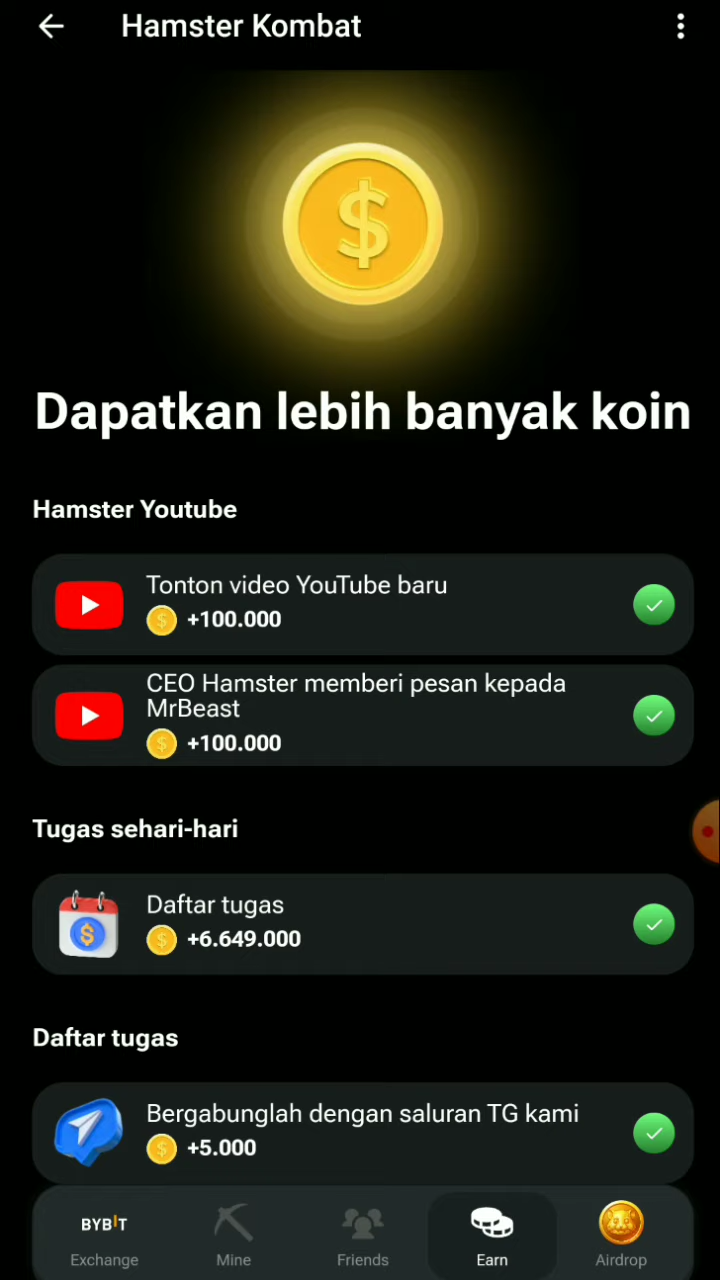 Hamster Kombat
Dapatkan lebih banyak koin
Hamster Youtube
Tonton video YouTube baru
+100.000
CEO Hamster memberi pesan kepada
MrBeast
+100.000
Tugas sehari-hari
Daftar tugas
+6.649.000
Daftar tugas
Bergabunglah dengan saluran TG kami
+5.000
BYBIT
Exchange
Mine
Friends
Earn
Airdrop